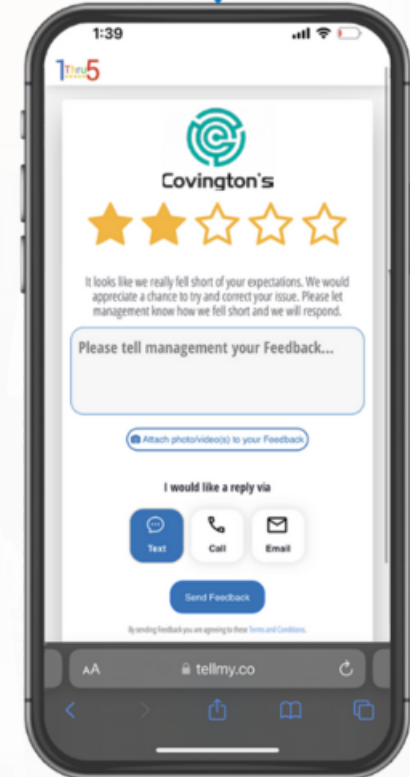 1:39
1Thru5
Covington's
It looks like we really fell short of your expectations. We would
appreciate a chance to try and correct your issue. Please let
management know how we fell short and we will respond.
Please tell management your Feedback...
Attach photo/video(s) to your Feedback
I would like a reply via
Text Call Email
Send Feedback
By sending Feedback you are agreeing to these Terms and Conditions.
AA tellmy.co